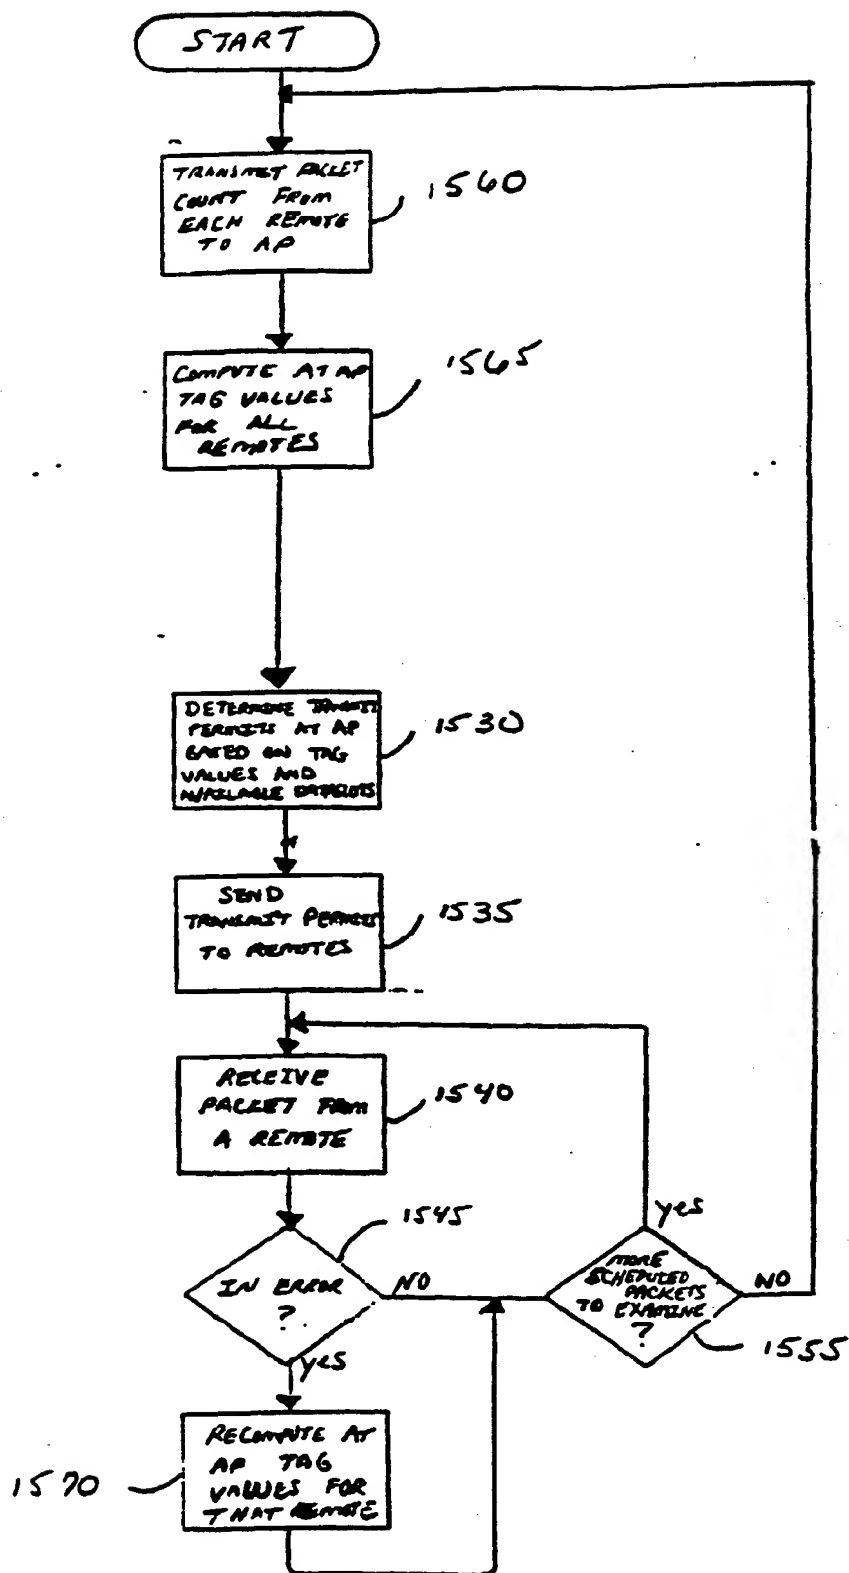 START
TRANSMIT PACKET
COUNT FROM
EACH REMOTE
TO AP
1560
COMPUTE AT AP
TAG VALUES
FOR ALL
REMOTES
1565
DETERMINE TRANSMIT
PERMITS AT AP
BASED ON TAG
VALUES AND
AVAILABLE DATASLOTS
1530
SEND
TRANSMIT PERMITS
TO REMOTES
1535
RECEIVE
PACKET FROM
A REMOTE
1540
IN ERROR
?
1545
NO
yes
MORE
SCHEDULED
PACKETS
TO EXAMINE
?
yes
NO
1555
RECOMPUTE AT
AP TAG
VALUES FOR
THAT REMOTE
1570